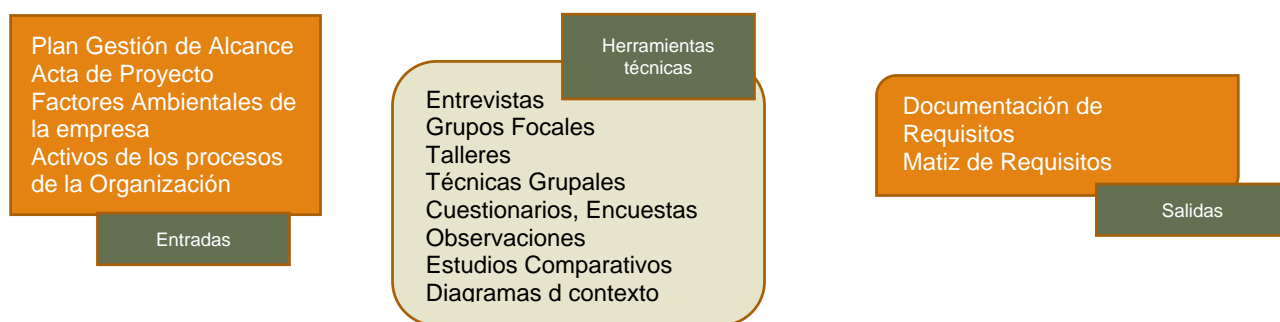 Plan Gestión de Alcance
Acta de Proyecto
Factores Ambientales de
la empresa
Activos de los procesos
de la Organización
Entradas
Herramientas
técnicas
Entrevistas
Grupos Focales
Talleres
Técnicas Grupales
Cuestionarios, Encuestas
Observaciones
Estudios Comparativos
Diagramas d contexto
Documentación de
Requisitos
Matiz de Requisitos
Salidas